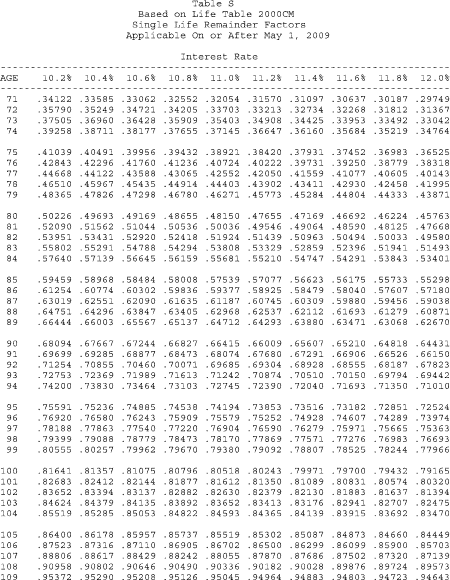 Table S
Based on Life Table 2000CM
Single Life Remainder Factors
Applicable On or After May 1, 2009
Interest Rate
AGE 10.2% 10.4% 10.6% 10.8% 11.0% 11.2% 11.4% 11.6% 11.8% 12.0%
71 .34122 .33585 .33062 .32552 .32054 .31570 .31097 .30637 .30187 .29749
72 .35790 .35249 .34721 .34205 .33703 .33213 .32734 .32268 .31812 .31367
73 .37505 .36960 .36428 .35909 .35403 .34908 .34425 .33953 .33492 .33042
74 .39258 .38711 .38177 .37655 .37145 .36647 .36160 .35684 .35219 .34764
75 .41039 .40491 .39956 .39432 .38921 .38420 .37931 .37452 .36983 .36525
76 .42843 .42296 .41760 .41236 .40724 .40222 .39731 .39250 .38779 .38318
77 .44668 .44122 .43588 .43065 .42552 .42050 .41559 .41077 .40605 .40143
78 .46510 .45967 .45435 .44914 .44403 .43902 .43411 .42930 .42458 .41995
79 .48365 .47826 .47298 .46780 .46271 .45773 .45284 .44804 .44333 .43871
80 .50226 .49693 .49169 .48655 .48150 .47655 .47169 .46692 .46224 .45763
81 .52090 .51562 .51044 .50536 .50036 .49546 .49064 .48590 .48125 .47668
82 .53951 .53431 .52920 .52418 .51924 .51439 .50963 .50494 .50033 .49580
83 .55802 .55291 .54788 .54294 .53808 .53329 .52859 .52396 .51941 .51493
84 .57640 .57139 .56645 .56159 .55681 .55210 .54747 .54291 .53843 .53401
85 .59459 .58968 .58484 .58008 .57539 .57077 .56623 .56175 .55733 .55298
86 .61254 .60774 .60302 .59836 .59377 .58925 .58479 .58040 .57607 .57180
87 .63019 .62551 .62090 .61635 .61187 .60745 .60309 .59880 .59456 .59038
88 .64751 .64296 .63847 .63405 .62968 .62537 .62112 .61693 .61279 .60871
89 .66444 .66003 .65567 .65137 .64712 .64293 .63880 .63471 .63068 .62670
90 .68094 .67667 .67244 .66827 .66415 .66009 .65607 .65210 .64818 .64431
91 .69699 .69285 .68877 .68473 .68074 .67680 .67291 .66906 .66526 .66150
92 .71254 .70855 .70460 .70071 .69685 .69304 .68928 .68555 .68187 .67823
93 .72753 .72369 .71989 .71613 .71242 .70874 .70510 .70150 .69794 .69442
94 .74200 .73830 .73464 .73103 .72745 .72390 .72040 .71693 .71350 .71010
95 .75591 .75236 .74885 .74538 .74194 .73853 .73516 .73182 .72851 .72524
96 .76920 .76580 .76243 .75909 .75579 .75252 .74928 .74607 .74289 .73974
97 .78188 .77863 .77540 .77220 .76904 .76590 .76279 .75971 .75665 .75363
98 .79399 .79088 .78779 .78473 .78170 .77869 .77571 .77276 .76983 .76693
99 .80555 .80257 .79962 .79670 .79380 .79092 .78807 .78525 .78244 .77966
100 .81641 .81357 .81075 .80796 .80518 .80243 .79971 .79700 .79432 .79165
101 .82683 .82412 .82144 .81877 .81612 .81350 .81089 .80831 .80574 .80320
102 .83652 .83394 .83137 .82882 .82630 .82379 .82130 .81883 .81637 .81394
103 .84624 .84379 .84135 .83892 .83652 .83413 .83176 .82941 .82707 .82475
104 .85519 .85285 .85053 .84822 .84593 .84365 .84139 .83915 .83692 .83470
105 .86400 .86178 .85957 .85737 .85519 .85302 .85087 .84873 .84660 .84449
106 .87523 .87316 .87110 .86905 .86702 .86500 .86299 .86099 .85900 .85703
107 .88806 .88617 .88429 .88242 .88055 .87870 .87686 .87502 .87320 .87139
108 .90958 .90802 .90646 .90490 .90336 .90182 .90028 .89876 .89724 .89573
109 .95372 .95290 .95208 .95126 .95045 .94964 .94883 .94803 .94723 .94643